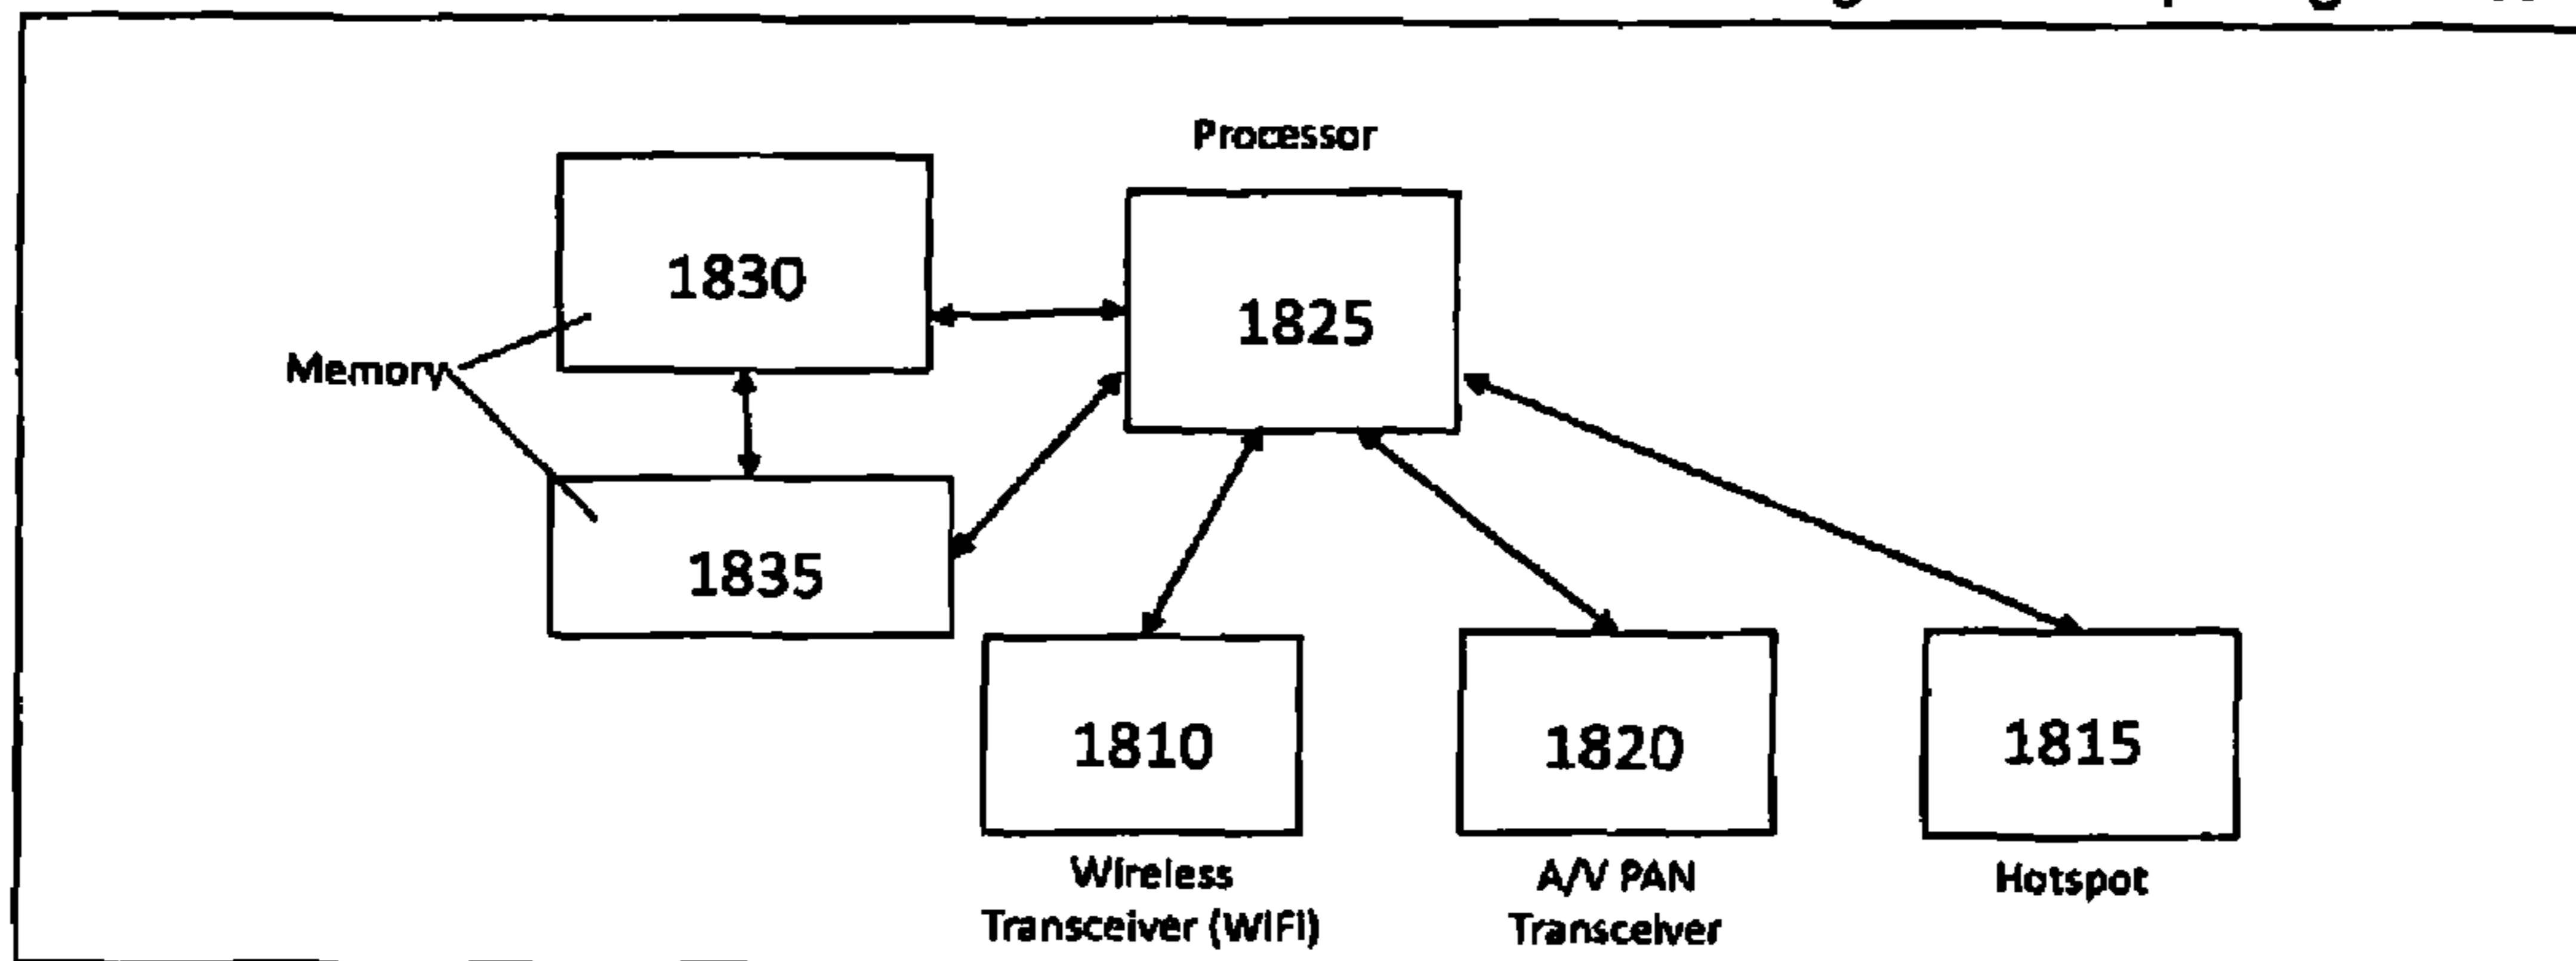 Processor
1830
1825
Memory
1835
1810
1820
1815
Wireless
Transceiver (WIFI)
A/V PAN
Transceiver
Hotspot